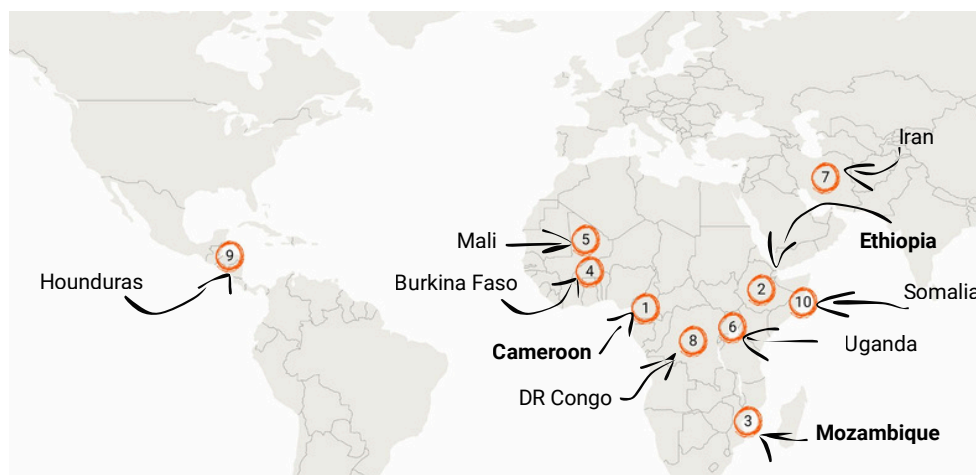 Iran
7
Mali
5
Ethiopia
9
Hounduras
4
Burkina Faso
2
10
Somalia
1
6
Uganda
Cameroon
8
DR Congo
3
Mozambique